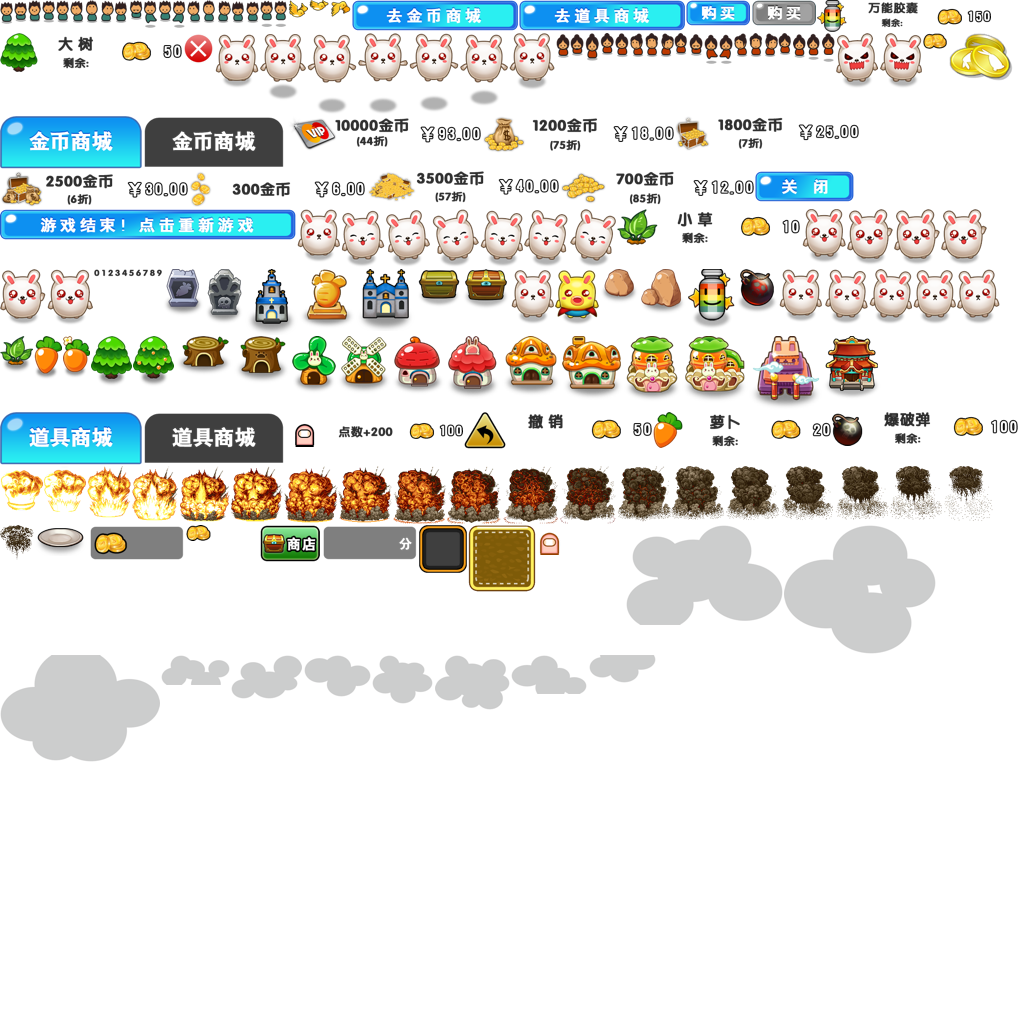 去金币商城
去道具商城
购买
购买
万能胶囊
剩余:
150
大树
剩余:
50
金币商城
金币商城
VIP
10000金币
(44折)
¥93.00
1200金币
(75折)
¥18.00
1800金币
(7折)
¥25.00
2500金币
(6折)
¥30.00
300金币
¥6.00
3500金币
(57折)
¥40.00
700金币
(85折)
¥12.00
关闭
游戏结束！点击重新游戏
小草
剩余:
10
0123456789
道具商城
道具商城
点数+200
100
撤销
50
萝卜
剩余:
20
爆破弹
剩余:
100
商店
分